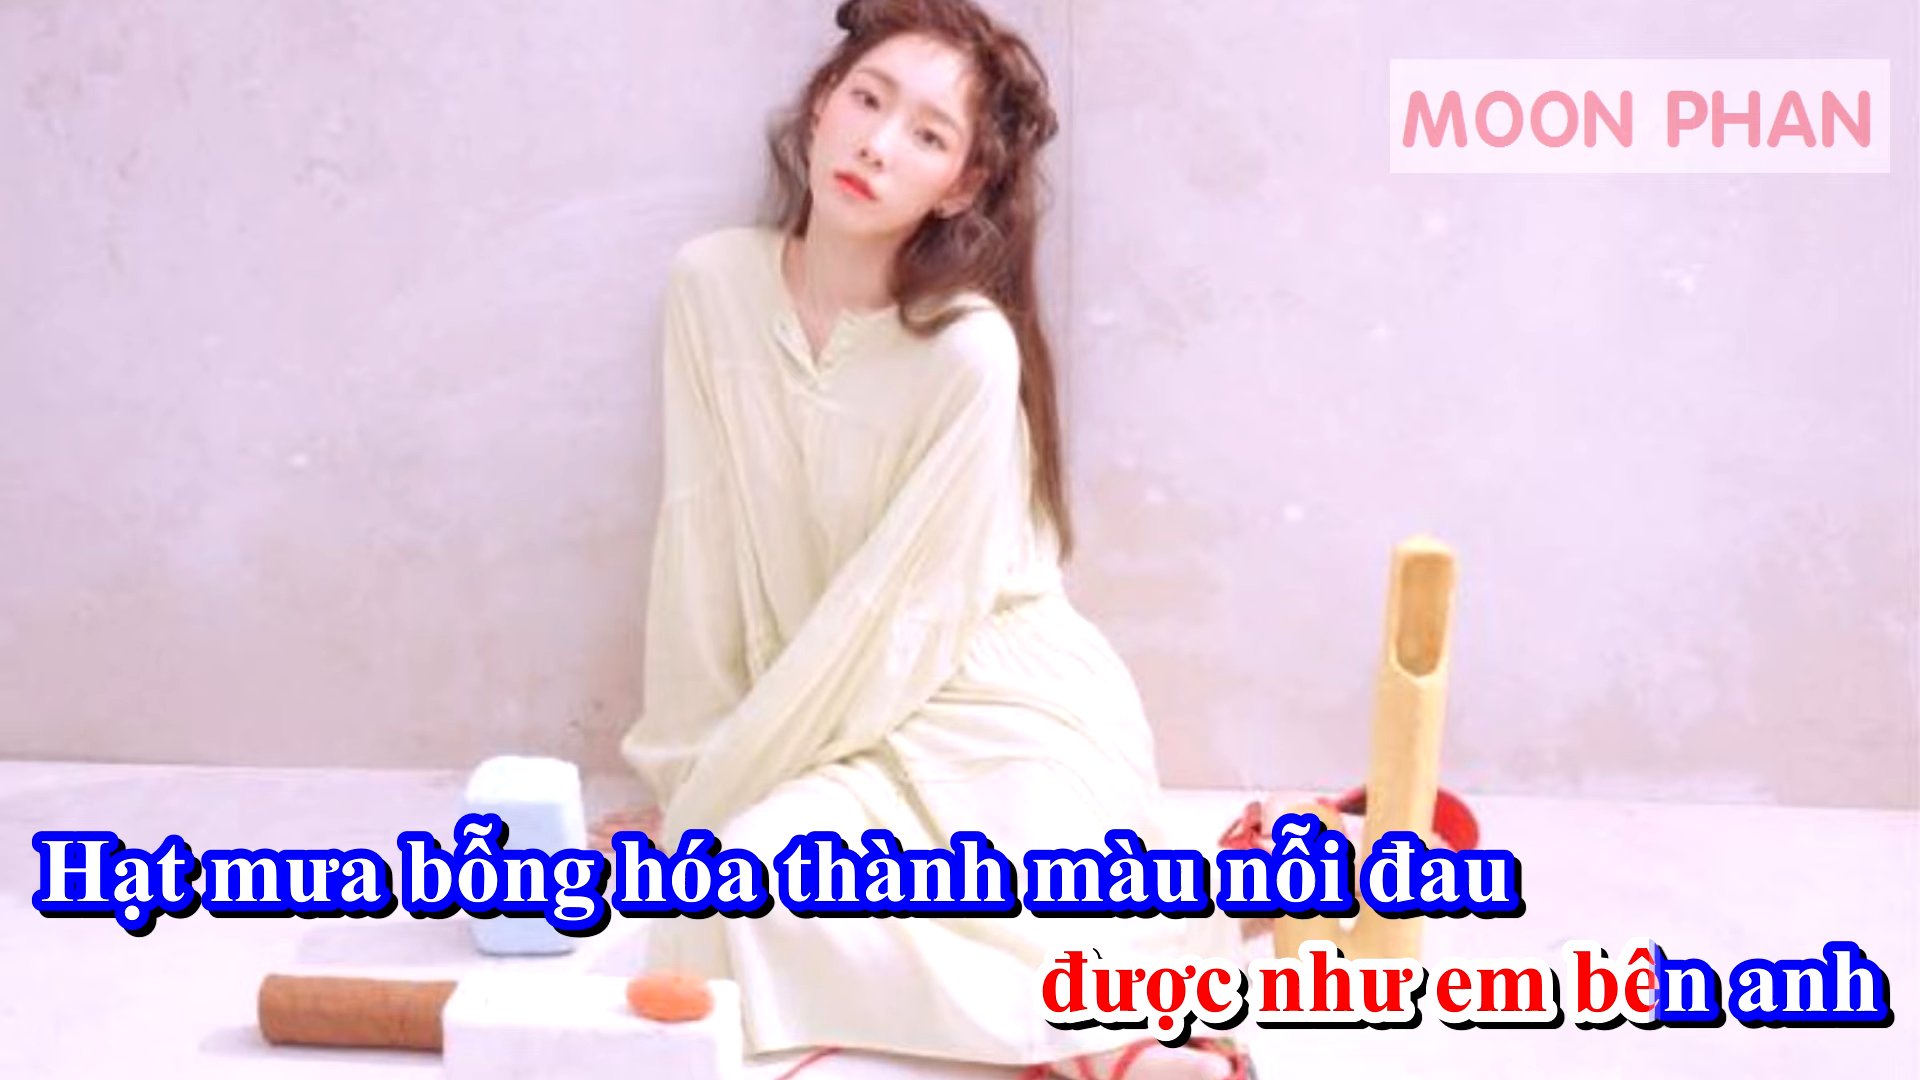 MOON PHAN
Hạt mưa bỗng hóa thành màu nỗi đau
được như em bên anh